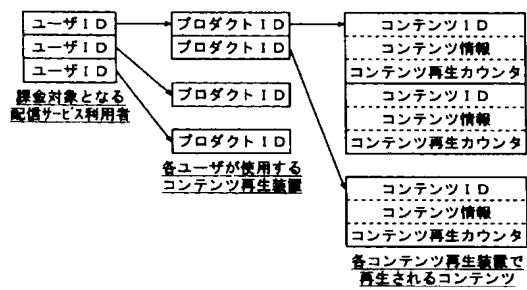 ユーザID
ユーザID
ユーザID
課金対象となる
配信サービス利用者
プロダクトID
プロダクトID
プロダクトID
プロダクトID
各ユーザが使用する
コンテンツ再生装置
コンテンツID
コンテンツ情報
コンテンツ再生カウンタ
コンテンツID
コンテンツ情報
コンテンツ再生カウンタ
コンテンツID
コンテンツ情報
コンテンツ再生カウンタ
各コンテンツ再生装置で
再生されるコンテンツ